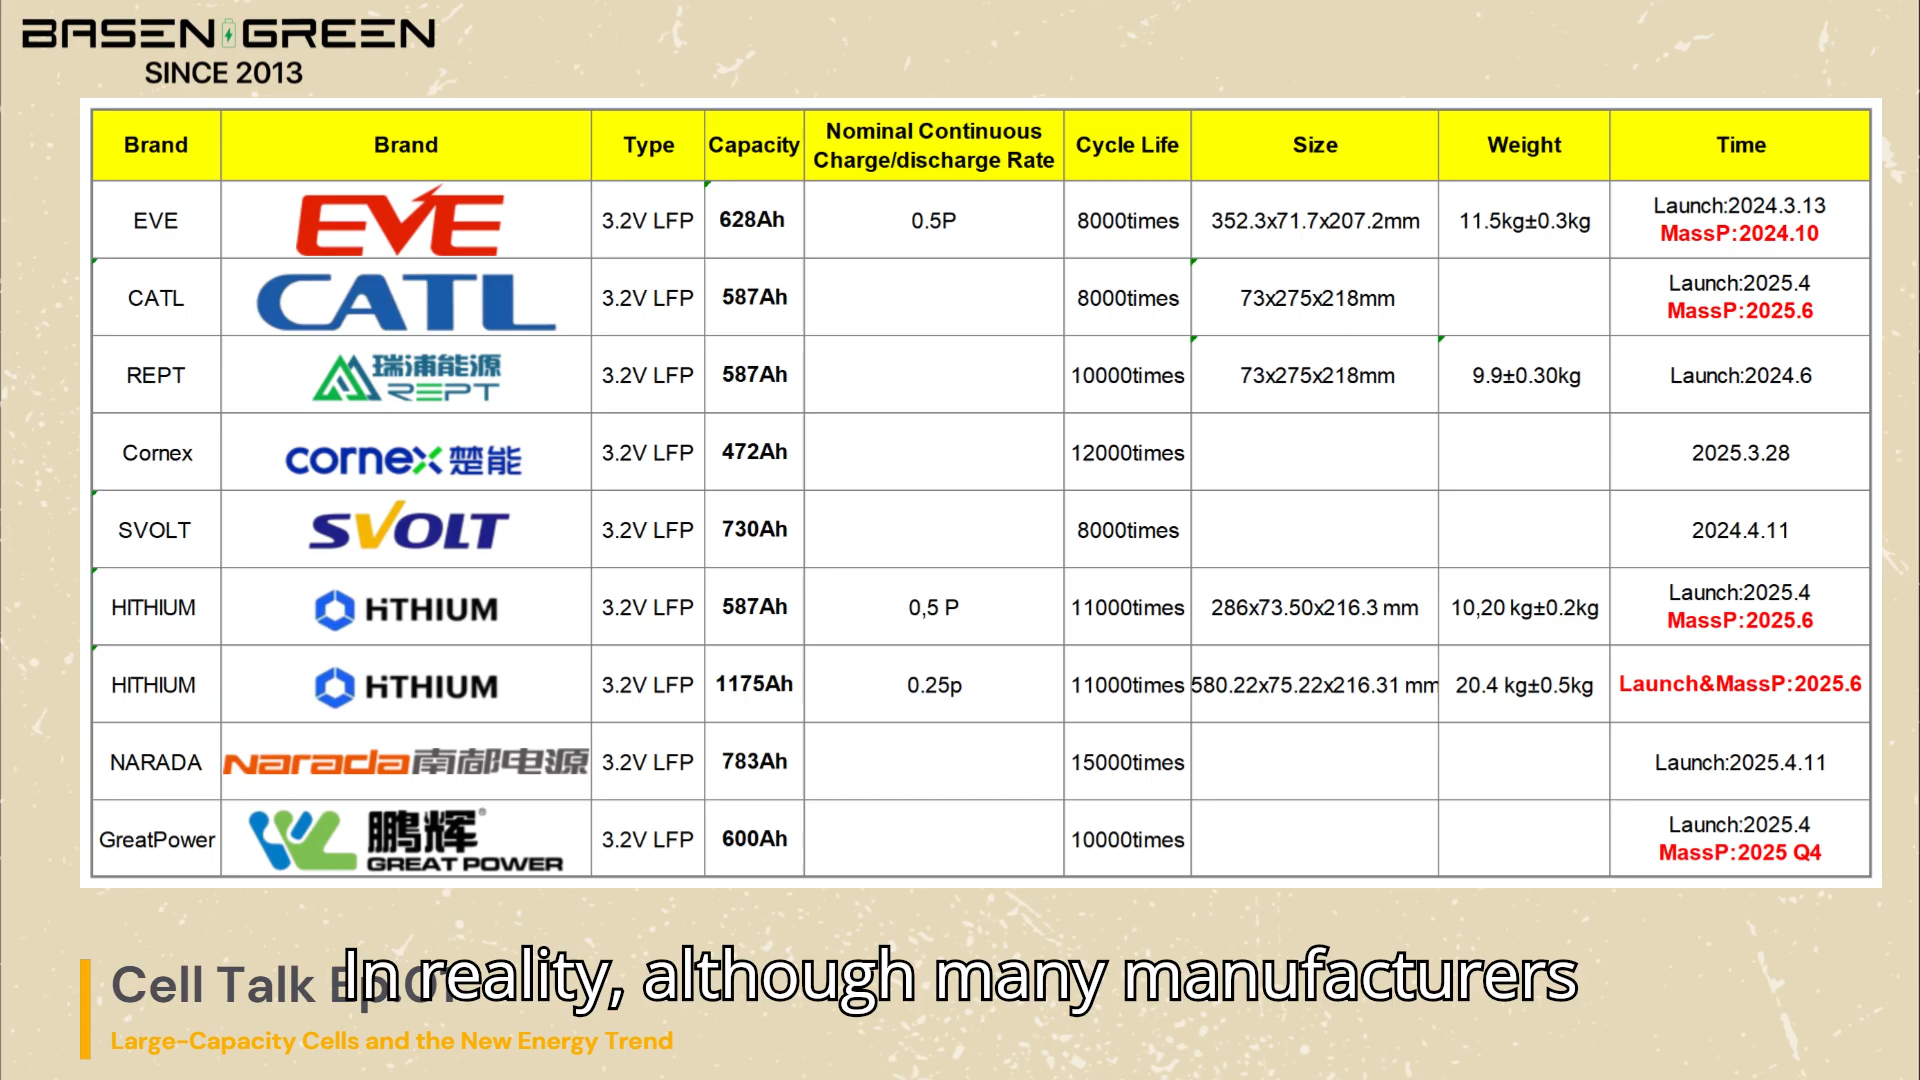 BASEN GREEN
SINCE 2013
Brand Brand Type Capacity Nominal Continuous Charge/discharge Rate Cycle Life Size Weight Time
EVE EVE 3.2V LFP 628Ah 0.5P 8000times 352.3x71.7x207.2mm 11.5kg±0.3kg Launch:2024.3.13
MassP:2024.10
CATL CATL 3.2V LFP 587Ah 8000times 73x275x218mm Launch:2025.4
MassP:2025.6
REPT 瑞浦能源 REPT 3.2V LFP 587Ah 10000times 73x275x218mm 9.9±0.30kg Launch:2024.6
Cornex cornex 楚能 3.2V LFP 472Ah 12000times 2025.3.28
SVOLT SVOLT 3.2V LFP 730Ah 8000times 2024.4.11
HITHIUM HiTHIUM 3.2V LFP 587Ah 0,5 P 11000times 286x73.50x216.3 mm 10,20 kg±0.2kg Launch:2025.4
MassP:2025.6
HITHIUM HiTHIUM 3.2V LFP 1175Ah 0.25p 11000times 580.22x75.22x216.31 mm 20.4 kg±0.5kg Launch&MassP:2025.6
NARADA Narada南都电源 3.2V LFP 783Ah 15000times Launch:2025.4.11
GreatPower 鹏辉® GREAT POWER 3.2V LFP 600Ah 10000times Launch:2025.4
MassP:2025 Q4
Cell Talk Ep.01
In reality, although many manufacturers
Large-Capacity Cells and the New Energy Trend